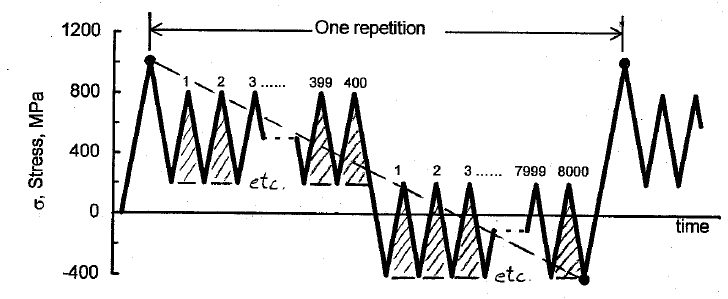 One repetition
1200
800
400
0
-400
σ, Stress, MPa
1 2 3 ...... 399 400
etc.
1 2 3 ...... 7999 8000
etc.
time